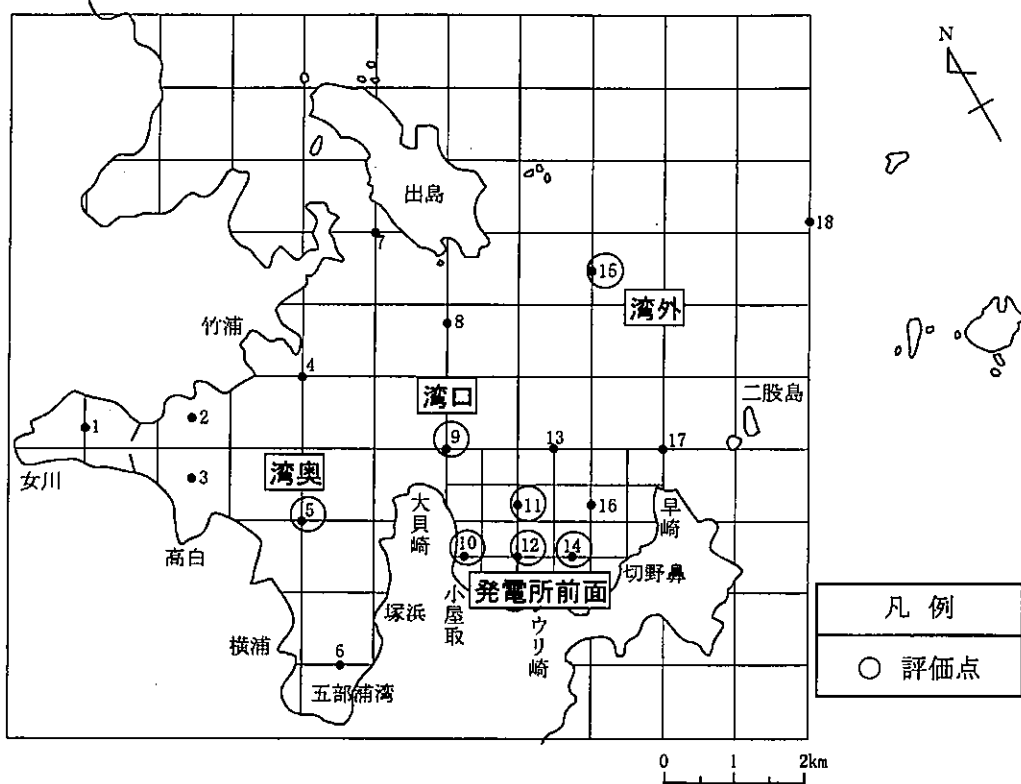 N
出島
18
7
15
湾外
竹浦
8
4
二股島
湾口
2
1
9
13
17
女川
3
湾奥
大貝崎
5
11
16
早崎
高白
10
12
14
切野鼻
発電所前面
小屋取
ウリ崎
塚浜
横浦
6
五部浦湾
凡例
○ 評価点
0 1 2km